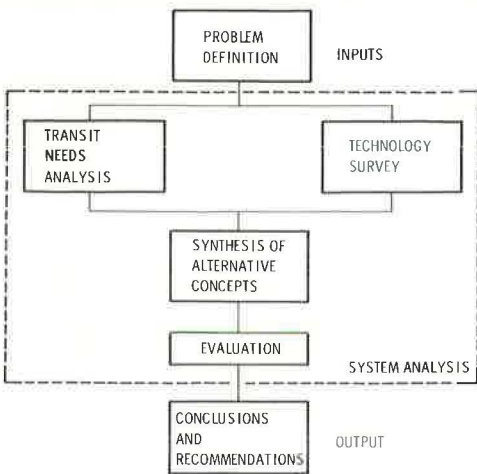 PROBLEM
DEFINITION
INPUTS
TRANSIT
NEEDS
ANALYSIS
TECHNOLOGY
SURVEY
SYNTHESIS OF
ALTERNATIVE
CONCEPTS
EVALUATION
SYSTEM ANALYSIS
CONCLUSIONS
AND
RECOMMENDATIONS
OUTPUT